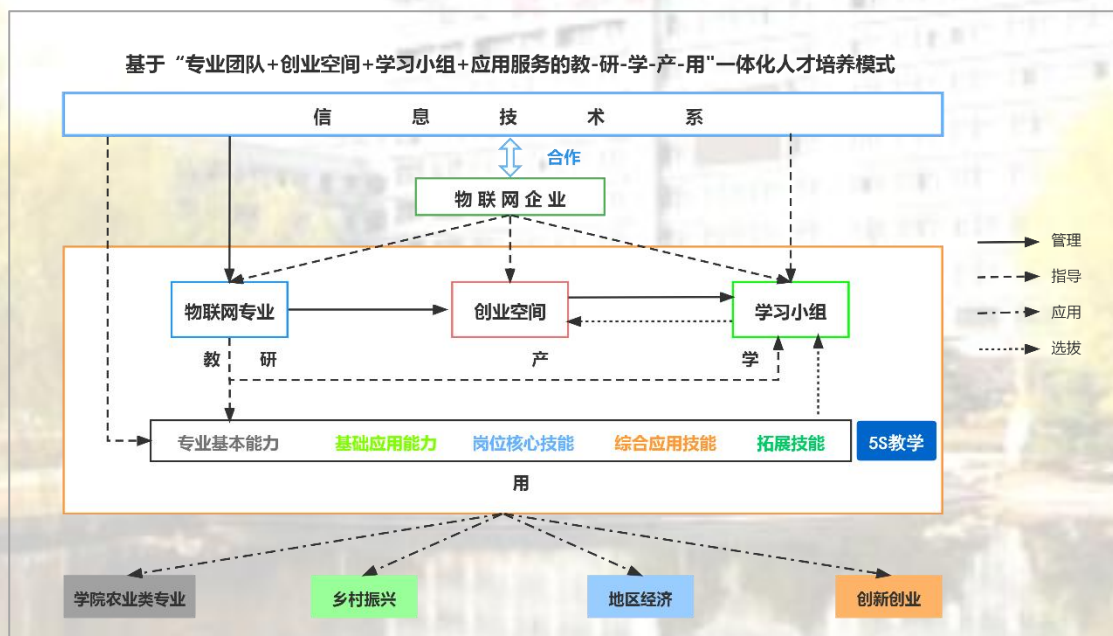 基于“专业团队+创业空间+学习小组+应用服务的教-研-学-产-用"一体化人才培养模式
信 息 技 术 系
合作
物联网企业
管理
指导
应用
选拔
物联网专业
创业空间
学习小组
教 研 产 学
专业基本能力 基础应用能力 岗位核心技能 综合应用技能 拓展技能
5S教学
用
学院农业类专业
乡村振兴
地区经济
创新创业